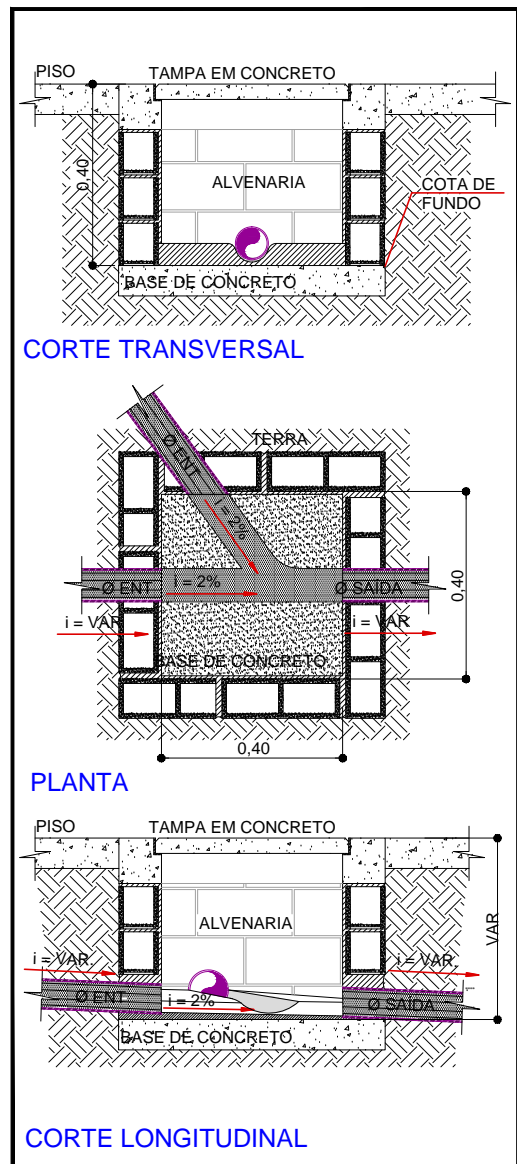 PISO
TAMPA EM CONCRETO
0,40
ALVENARIA
COTA DE
FUNDO
BASE DE CONCRETO
CORTE TRANSVERSAL
TERRA
Ø ENT.
i = 2%
Ø ENT.
i = 2%
Ø SAÍDA
0,40
i = VAR
i = VAR
BASE DE CONCRETO
0,40
PLANTA
PISO
TAMPA EM CONCRETO
ALVENARIA
VAR
i = VAR.
i = VAR.
Ø ENT.
i = 2%
Ø SAÍDA
BASE DE CONCRETO
CORTE LONGITUDINAL